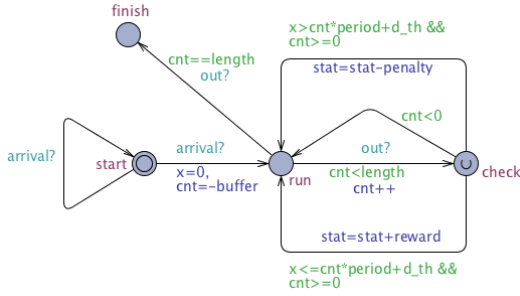 finish
x>cnt*period+d_th &&
cnt>=0
cnt==length
out?
stat=stat-penalty
cnt<0
arrival?
start
arrival?
x=0,
cnt=-buffer
run
out?
cnt<length
cnt++
check
stat=stat+reward
x<=cnt*period+d_th &&
cnt>=0